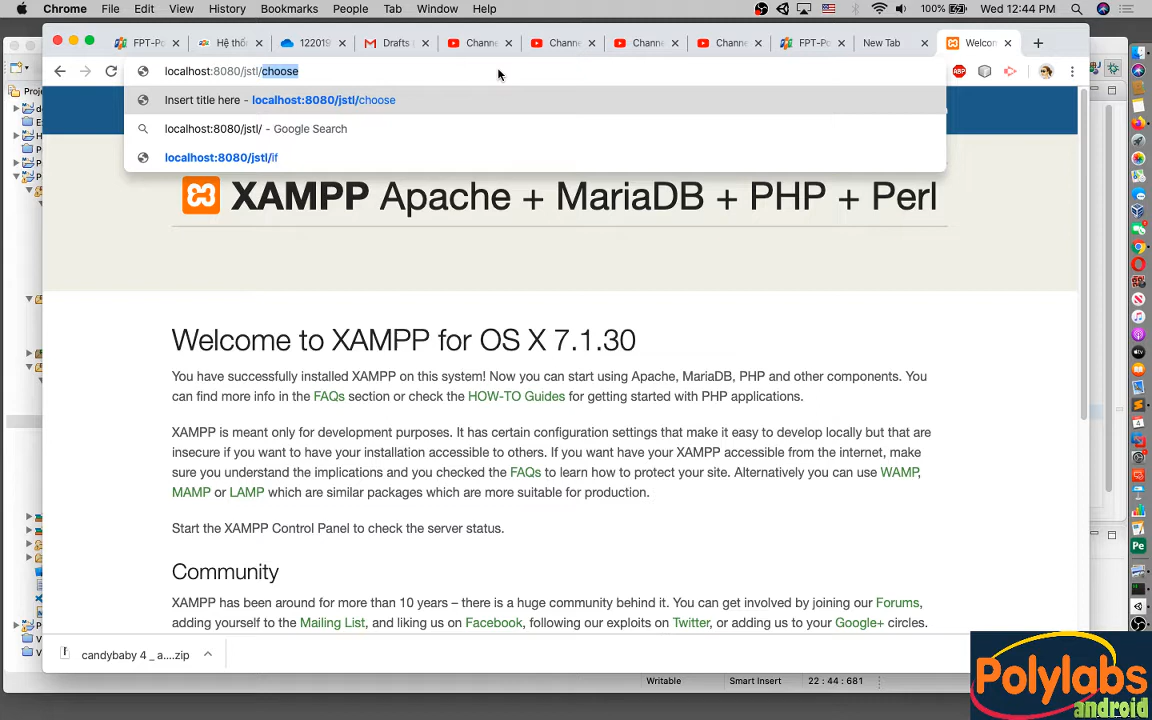 Chrome File Edit View History Bookmarks People Tab Window Help 100% Wed 12:44 PM
FPT-Po Hệ thố 122019 Drafts Channe Channe Channe Channe FPT-Po New Tab Welcon
localhost:8080/jstl/choose
ABP
Insert title here - localhost:8080/jstl/choose
localhost:8080/jstl/ - Google Search
localhost:8080/jstl/if
Proj
XAMPP Apache + MariaDB + PHP + Perl
Welcome to XAMPP for OS X 7.1.30
You have successfully installed XAMPP on this system! Now you can start using Apache, MariaDB, PHP and other components. You
can find more info in the FAQs section or check the HOW-TO Guides for getting started with PHP applications.
XAMPP is meant only for development purposes. It has certain configuration settings that make it easy to develop locally but that are
insecure if you want to have your installation accessible to others. If you want have your XAMPP accessible from the internet, make
sure you understand the implications and you checked the FAQs to learn how to protect your site. Alternatively you can use WAMP,
MAMP or LAMP which are similar packages which are more suitable for production.
Start the XAMPP Control Panel to check the server status.
Community
XAMPP has been around for more than 10 years – there is a huge community behind it. You can get involved by joining our Forums,
adding yourself to the Mailing List, and liking us on Facebook, following our exploits on Twitter, or adding us to your Google+ circles.
candybaby 4 _ a....zip
Writable Smart Insert 22 : 44 : 681
Pe
Polylabs
android